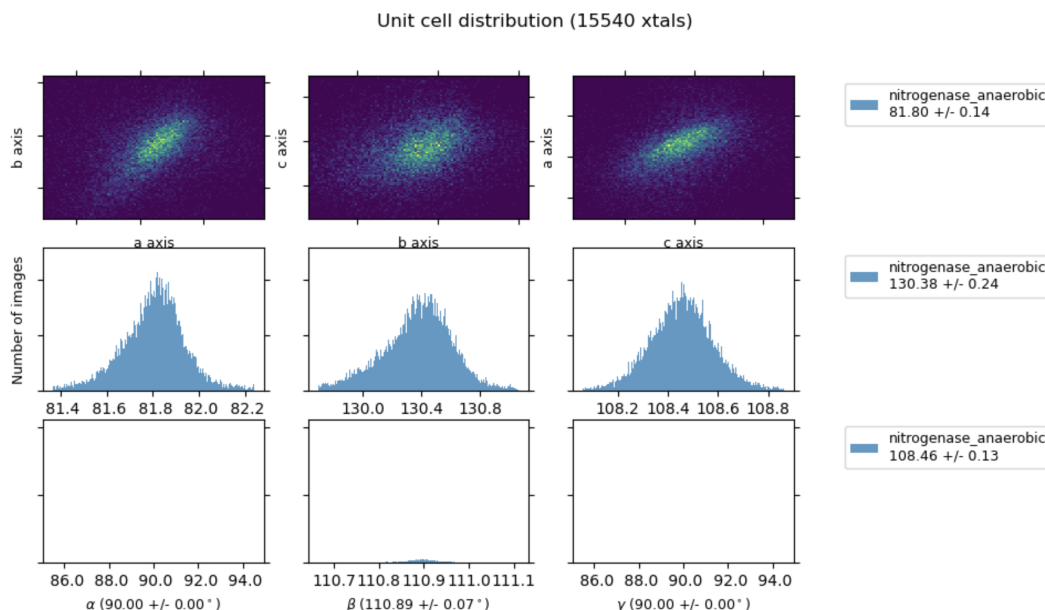 Unit cell distribution (15540 xtals)
b axis
c axis
a axis
nitrogenase_anaerobic
81.80 +/- 0.14
a axis
b axis
c axis
Number of images
nitrogenase_anaerobic
130.38 +/- 0.24
81.4 81.6 81.8 82.0 82.2
130.0 130.4 130.8
108.2 108.4 108.6 108.8
nitrogenase_anaerobic
108.46 +/- 0.13
86.0 88.0 90.0 92.0 94.0
110.7 110.8 110.9 111.0 111.1
86.0 88.0 90.0 92.0 94.0
α (90.00 +/- 0.00°)
β (110.89 +/- 0.07°)
γ (90.00 +/- 0.00°)